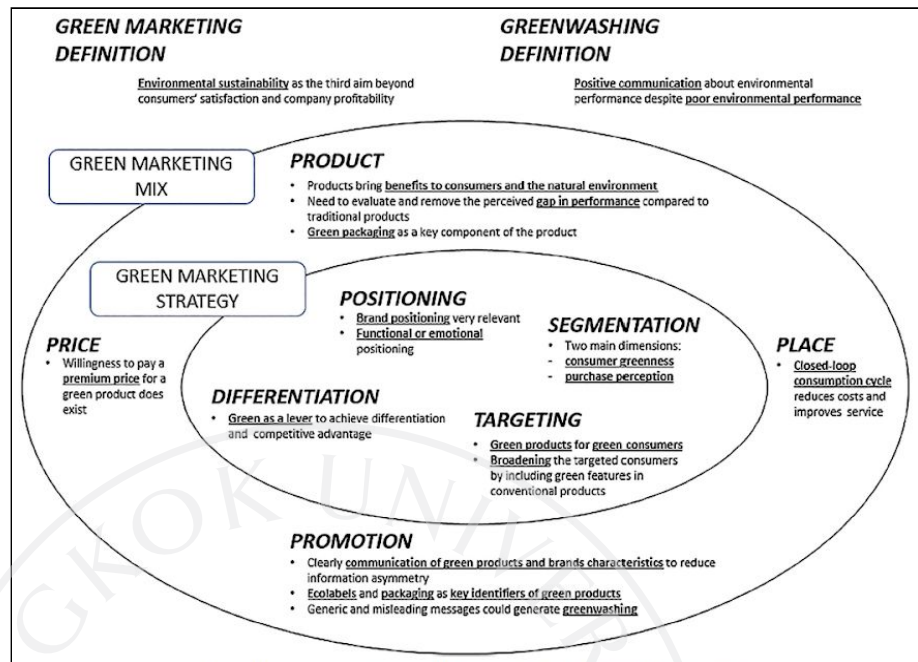 GREEN MARKETING
DEFINITION
Environmental sustainability as the third aim beyond
consumers' satisfaction and company profitability
GREENWASHING
DEFINITION
Positive communication about environmental
performance despite poor environmental performance
GREEN MARKETING
MIX
PRODUCT
• Products bring benefits to consumers and the natural environment
• Need to evaluate and remove the perceived gap in performance compared to
traditional products
• Green packaging as a key component of the product
GREEN MARKETING
STRATEGY
POSITIONING
• Brand positioning very relevant
• Functional or emotional
positioning
SEGMENTATION
• Two main dimensions:
- consumer greenness
- purchase perception
PRICE
• Willingness to pay a
premium price for a
green product does
exist
PLACE
• Closed-loop
consumption cycle
reduces costs and
improves service
DIFFERENTIATION
• Green as a lever to achieve differentiation
and competitive advantage
TARGETING
• Green products for green consumers
• Broadening the targeted consumers
by including green features in
conventional products
PROMOTION
• Clearly communication of green products and brands characteristics to reduce
information asymmetry
• Ecolabels and packaging as key identifiers of green products
• Generic and misleading messages could generate greenwashing
GKOK UNIVER